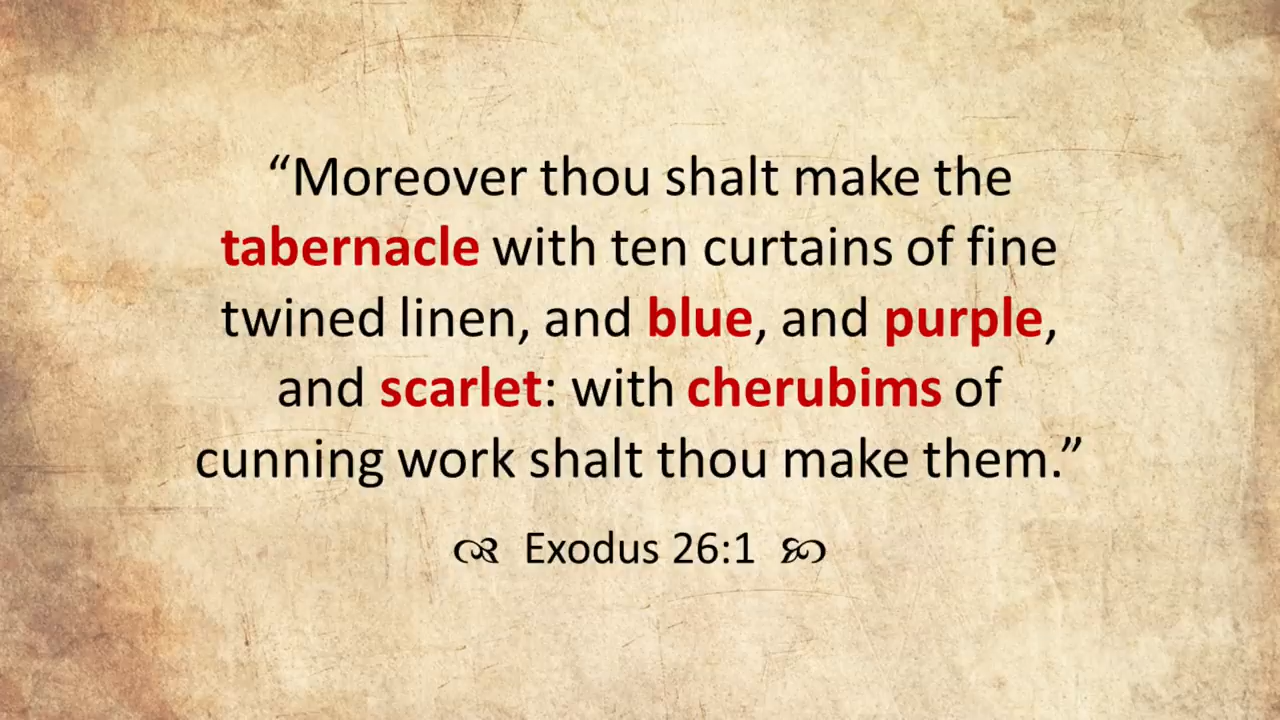 “Moreover thou shalt make the
tabernacle with ten curtains of fine
twined linen, and blue, and purple,
and scarlet: with cherubims of
cunning work shalt thou make them.”
Exodus 26:1